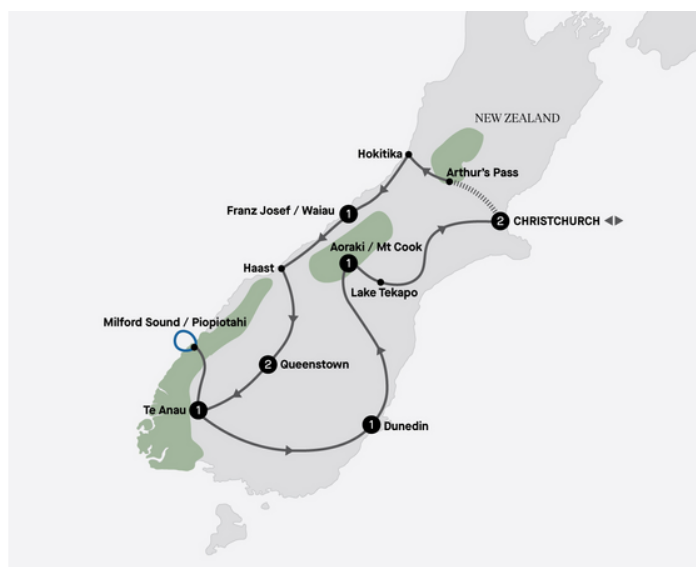 NEW ZEALAND
Hokitika
Arthur's Pass
Franz Josef / Waiau
1
2
CHRISTCHURCH
Aoraki / Mt Cook
1
Haast
Lake Tekapo
Milford Sound / Piopiotahi
2
Queenstown
Te Anau
1
1
Dunedin